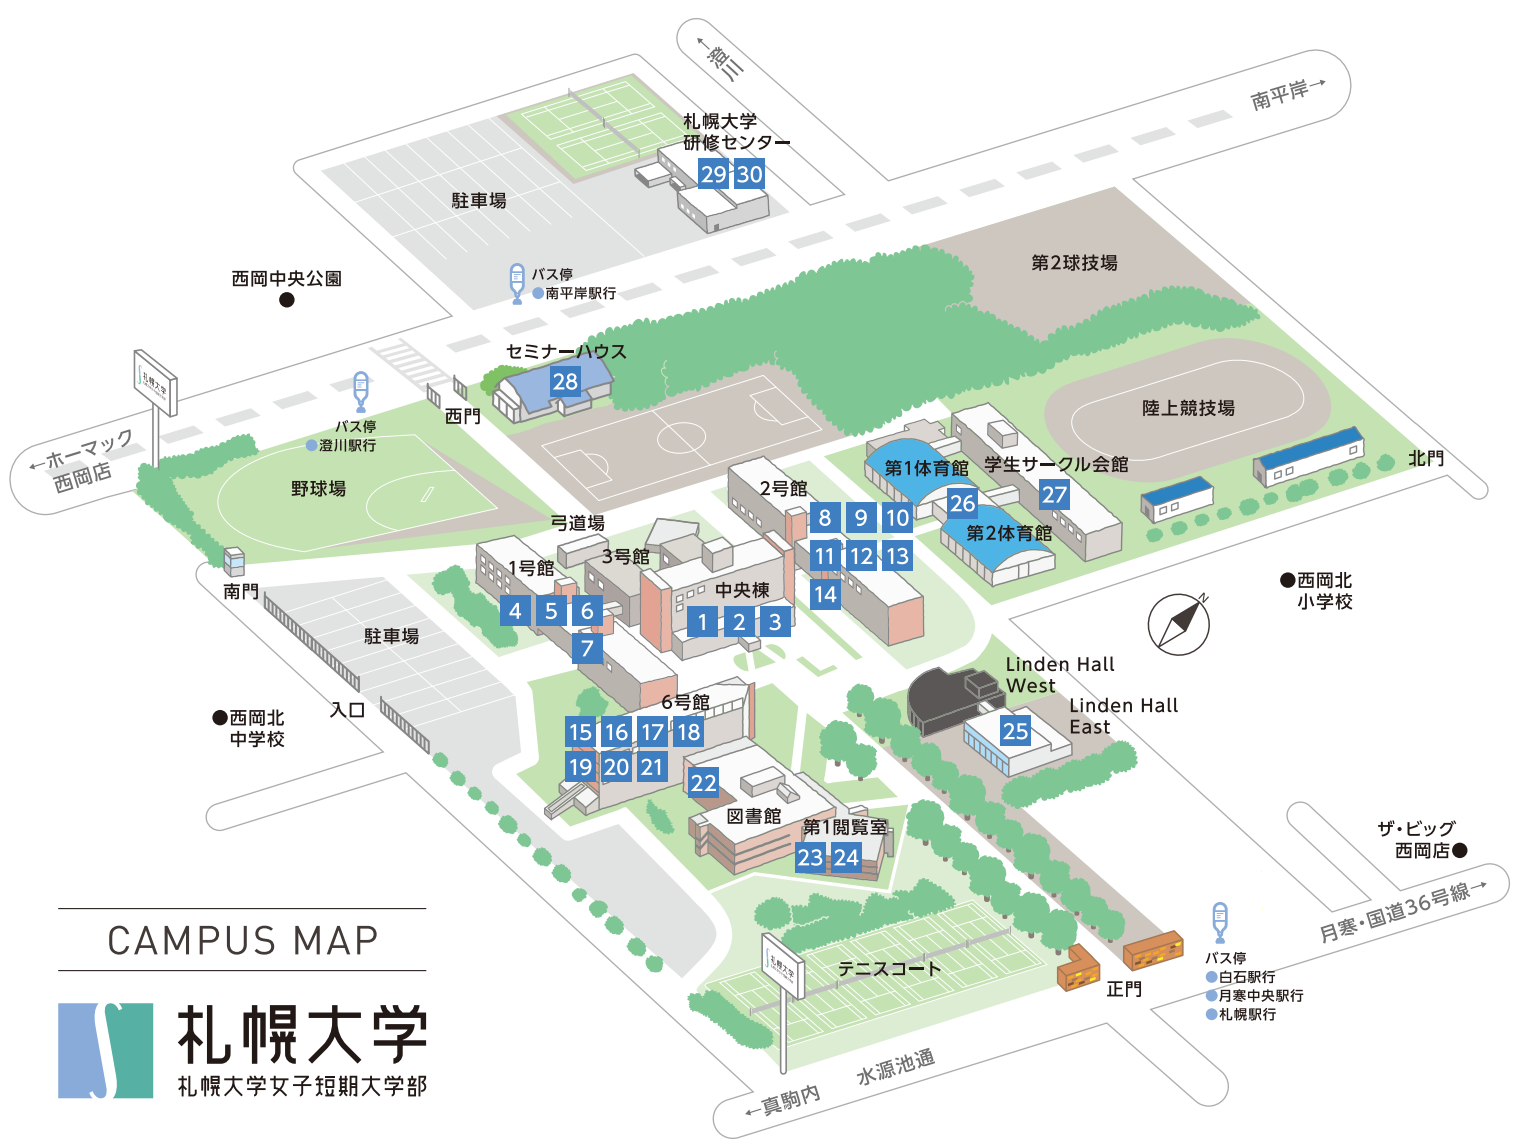 ←澄川
南平岸→
札幌大学
研修センター
29 30
駐車場
第2球技場
西岡中央公園
バス停
南平岸駅行
セミナーハウス
28
札幌大学
西門
バス停
澄川駅行
←ホーマック
西岡店
野球場
陸上競技場
北門
第1体育館
学生サークル会館
26
27
第2体育館
2号館
8 9 10
11 12 13
14
弓道場
3号館
1号館
4 5 6
7
中央棟
1 2 3
南門
駐車場
入口
西岡北
小学校
N
西岡北
中学校
Linden Hall
West
Linden Hall
East
25
6号館
15 16 17 18
19 20 21
22
図書館
第1閲覧室
23 24
ザ・ビッグ
西岡店
月寒・国道36号線→
バス停
白石駅行
月寒中央駅行
札幌駅行
テニスコート
札幌大学
正門
水源池通
←真駒内
CAMPUS MAP
札幌大学
札幌大学女子短期大学部